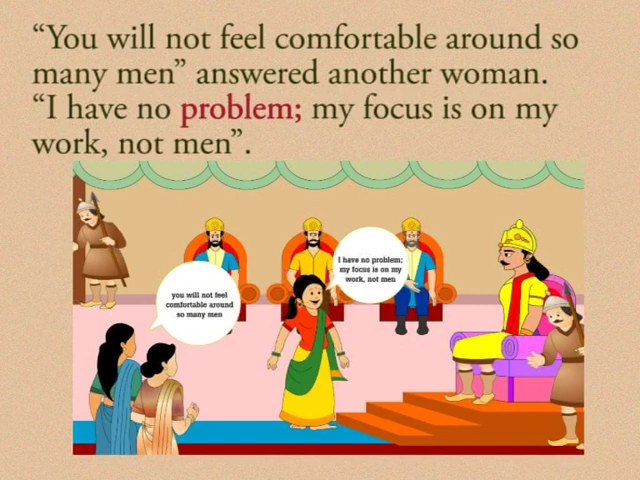 “You will not feel comfortable around so
many men” answered another woman.
“I have no problem; my focus is on my
work, not men”.
you will not feel
comfortable around
so many men
I have no problem;
my focus is on my
work, not men